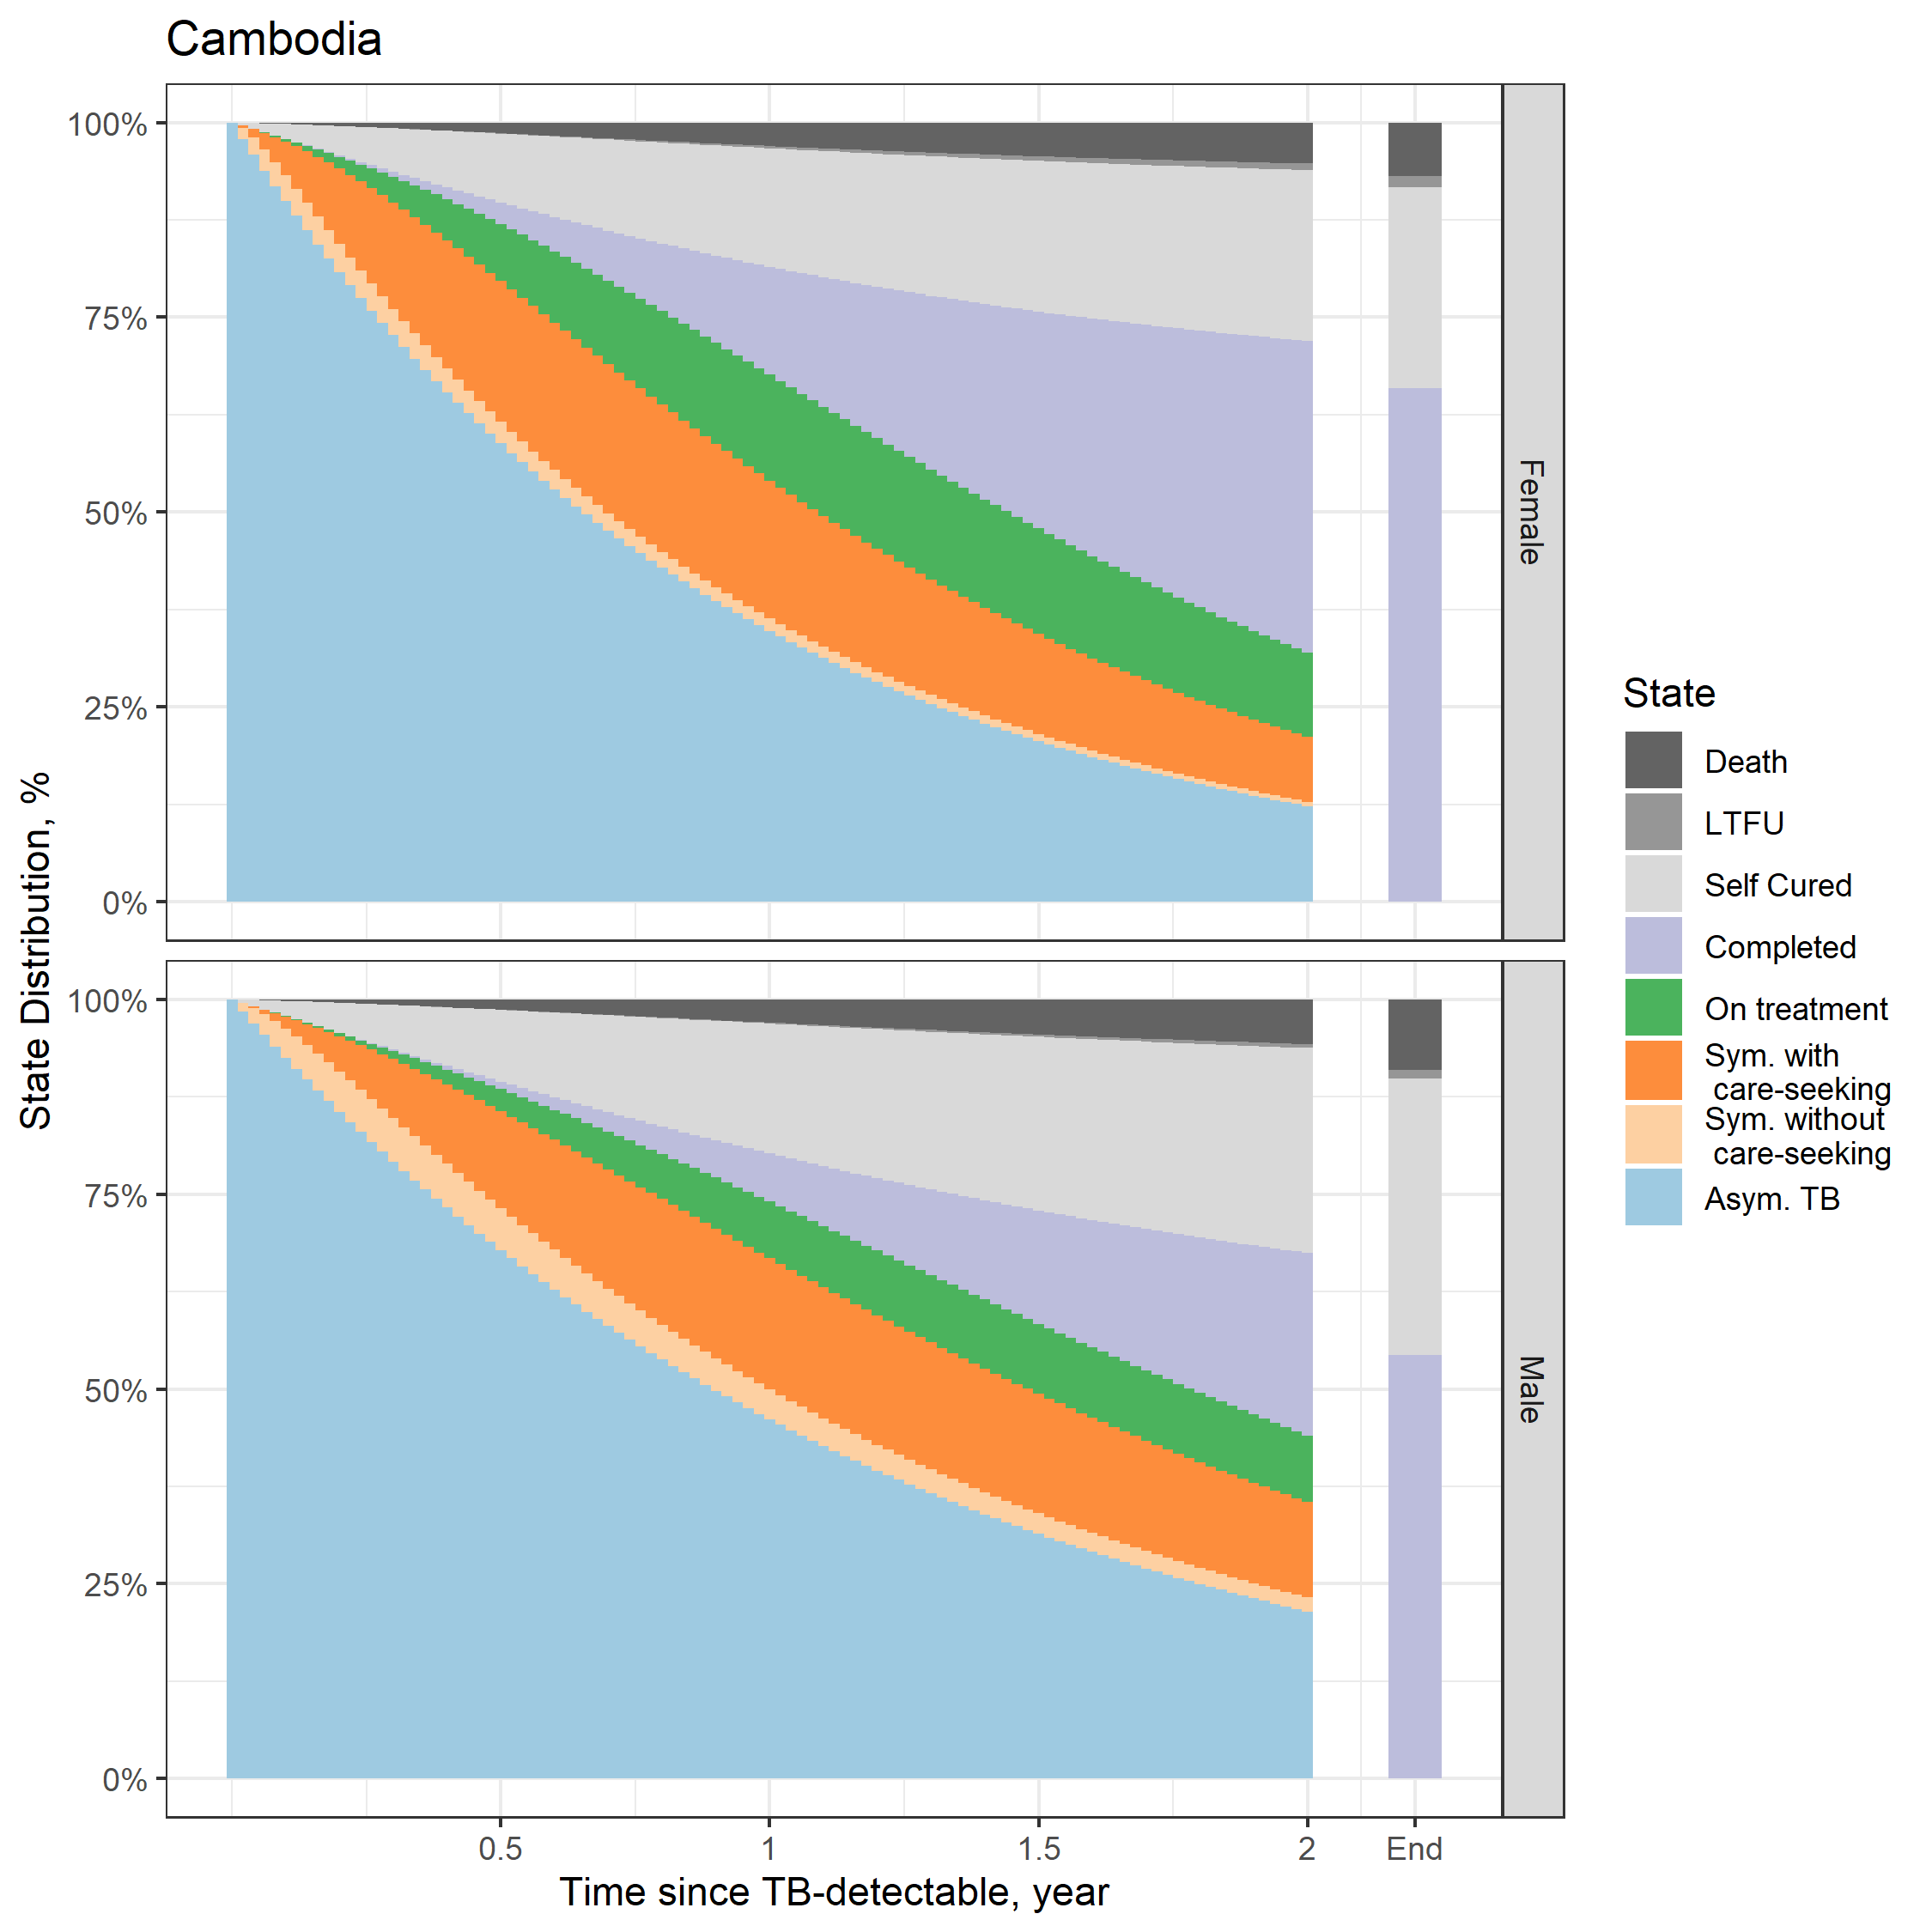 Cambodia
State Distribution, %
100%
75%
50%
25%
0%
Female
100%
75%
50%
25%
0%
Male
0.5
1
1.5
2
End
Time since TB-detectable, year
State
Death
LTFU
Self Cured
Completed
On treatment
Sym. with
care-seeking
Sym. without
care-seeking
Asym. TB